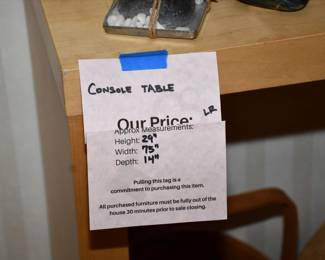 CONSOLE TABLE
Our Price:
LR
Approx Measurements:
Height: 29"
Width: 75"
Depth: 14"
Pulling this tag is a
commitment to purchasing this item.
All purchased furniture must be fully out of the
house 30 minutes prior to sale closing.